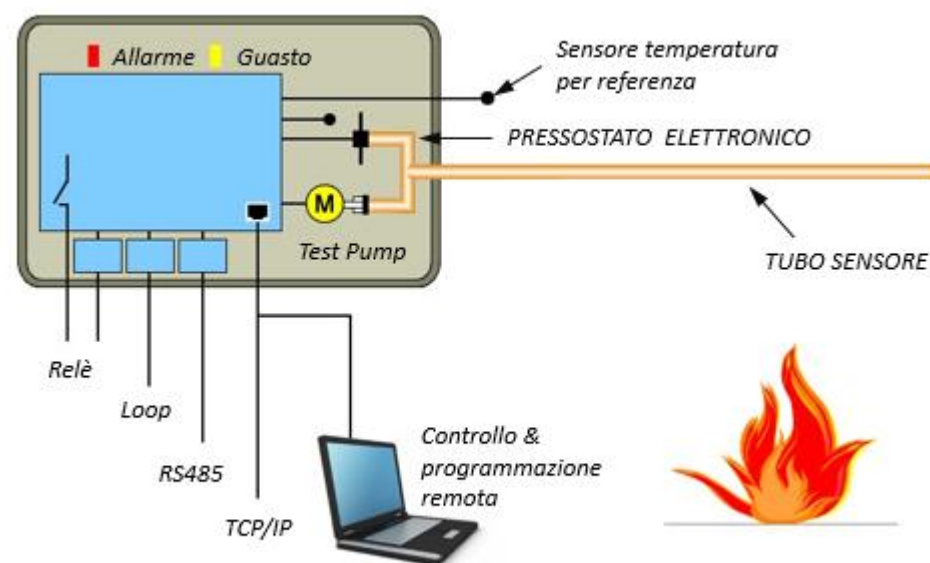 Allarme
Guasto
Sensore temperatura
per referenza
PRESSOSTATO ELETTRONICO
M
Test Pump
TUBO SENSORE
Relè
Loop
RS485
TCP/IP
Controllo &
programmazione
remota